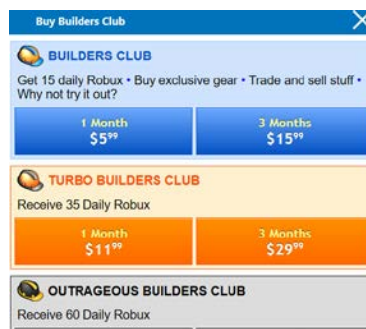 Buy Builders Club
BUILDERS CLUB
Get 15 daily Robux • Buy exclusive gear • Trade and sell stuff •
Why not try it out?
1 Month
$5⁹⁹
3 Months
$15⁹⁹
TURBO BUILDERS CLUB
Receive 35 Daily Robux
1 Month
$11⁹⁹
3 Months
$29⁹⁹
OUTRAGEOUS BUILDERS CLUB
Receive 60 Daily Robux